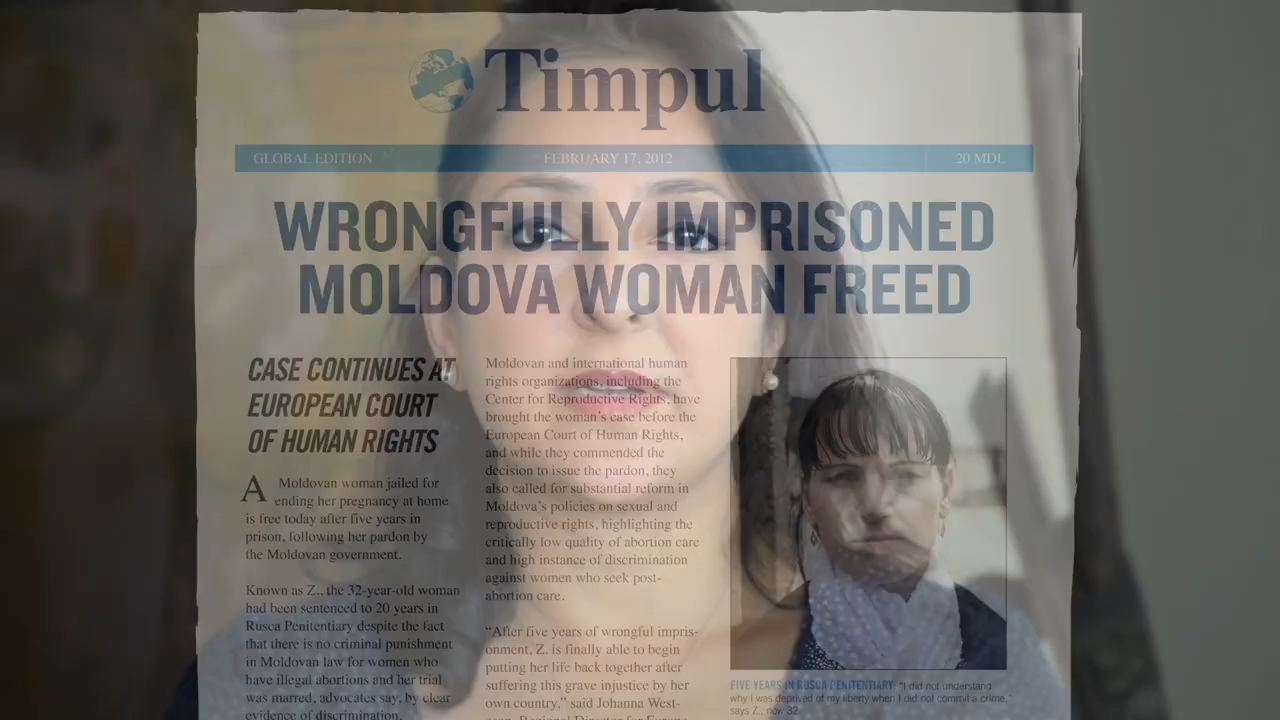 Timpul
GLOBAL EDITION FEBRUARY 17, 2012 20 MDL
WRONGFULLY IMPRISONED
MOLDOVA WOMAN FREED
CASE CONTINUES AT
EUROPEAN COURT
OF HUMAN RIGHTS
A Moldovan woman jailed for
ending her pregnancy at home
is free today after five years in
prison, following her pardon by
the Moldovan government.
Known as Z., the 32-year-old woman
had been sentenced to 20 years in
Rusca Penitentiary despite the fact
that there is no criminal punishment
in Moldovan law for women who
have illegal abortions and her trial
was marred, advocates say, by clear
evidence of discrimination.
Moldovan and international human
rights organizations, including the
Center for Reproductive Rights, have
brought the woman's case before the
European Court of Human Rights,
and while they commended the
decision to issue the pardon, they
also called for substantial reform in
Moldova's policies on sexual and
reproductive rights, highlighting the
critically low quality of abortion care
and high instance of discrimination
against women who seek post-
abortion care.
“After five years of wrongful impris-
onment, Z. is finally able to begin
putting her life back together after
suffering this grave injustice by her
own country,” said Johanna West-
Regional Director for
FIVE YEARS IN RUSCA PENITENTIARY: “I did not understand
why I was deprived of my liberty when I did not commit a crime,”
says Z., now 32.